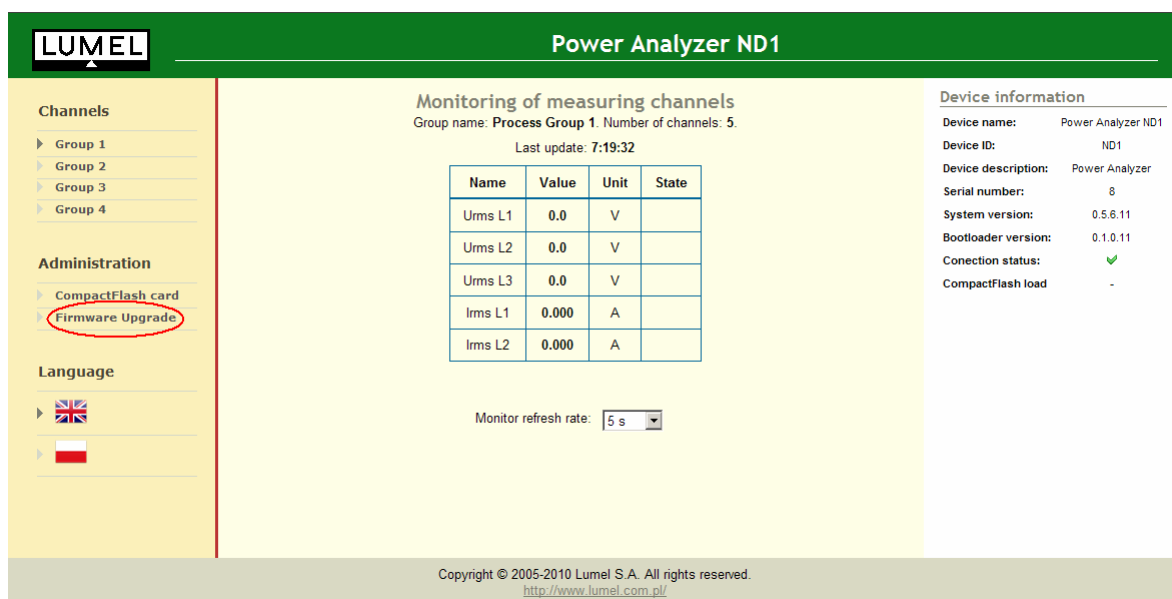 LUMEL
Power Analyzer ND1
Channels
Group 1
Group 2
Group 3
Group 4
Administration
CompactFlash card
Firmware Upgrade
Language
Monitoring of measuring channels
Group name: Process Group 1. Number of channels: 5.
Last update: 7:19:32
Name Value Unit State
Urms L1 0.0 V
Urms L2 0.0 V
Urms L3 0.0 V
Irms L1 0.000 A
Irms L2 0.000 A
Monitor refresh rate: 5 s
Device information
Device name: Power Analyzer ND1
Device ID: ND1
Device description: Power Analyzer
Serial number: 8
System version: 0.5.6.11
Bootloader version: 0.1.0.11
Conection status:
CompactFlash load -
Copyright © 2005-2010 Lumel S.A. All rights reserved.
http://www.lumel.com.pl/